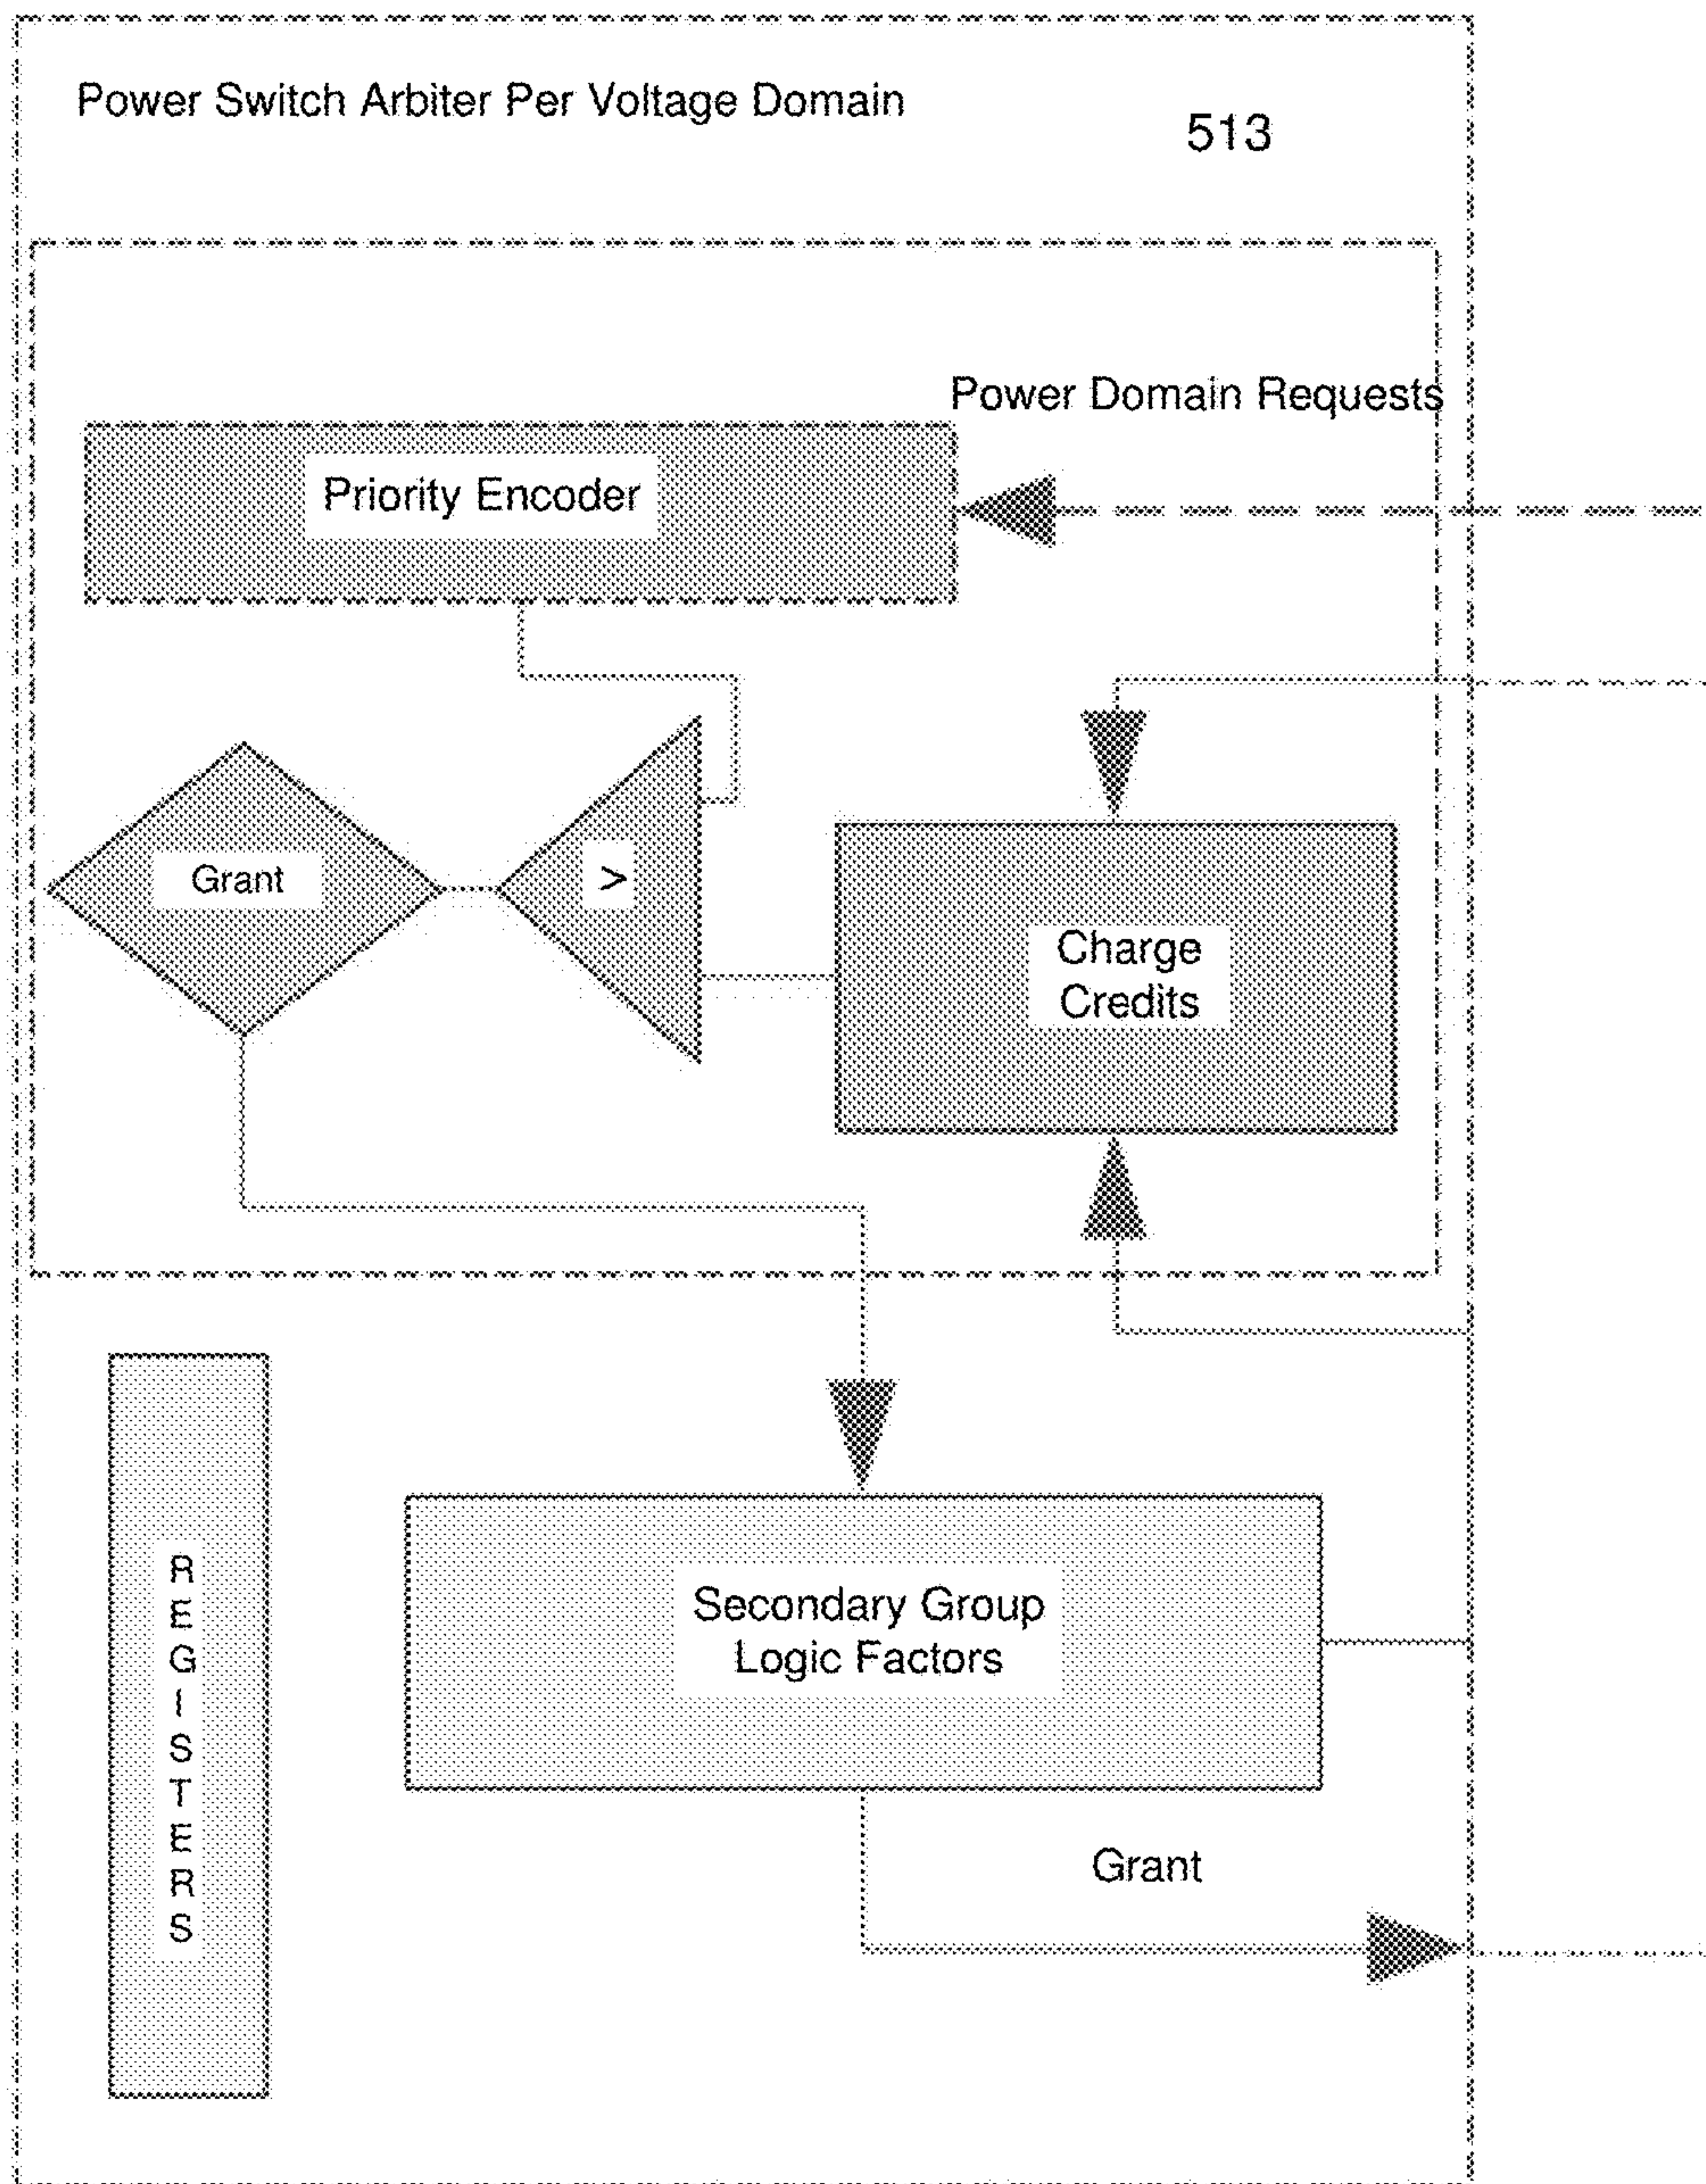 Power Switch Arbiter Per Voltage Domain
513
Power Domain Requests
Priority Encoder
Grant
>
Charge
Credits
REGISTERS
Secondary Group
Logic Factors
Grant